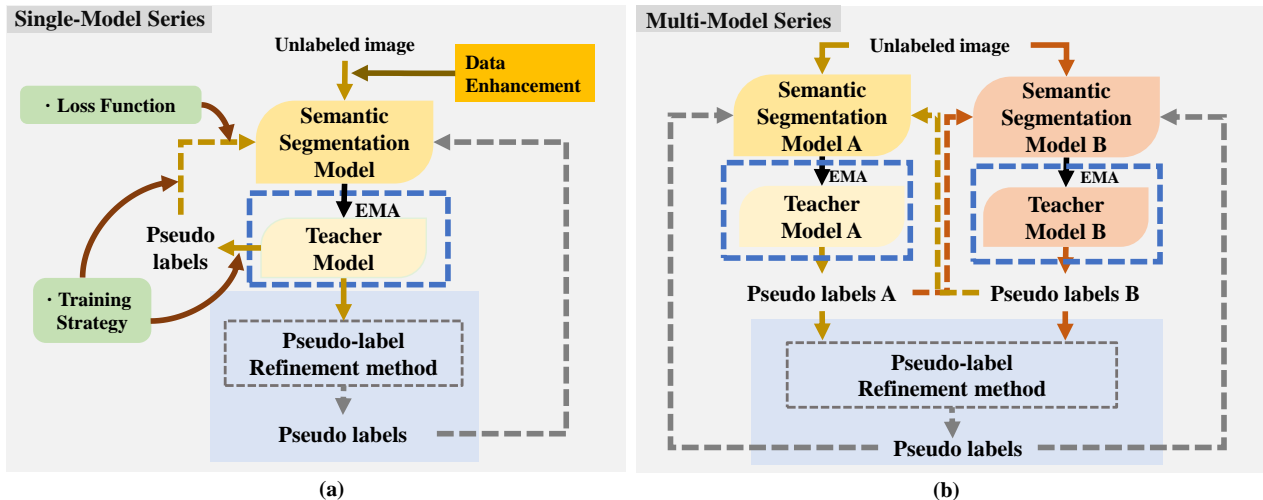 Single-Model Series
Unlabeled image
Data
Enhancement
· Loss Function
Semantic
Segmentation
Model
EMA
Pseudo
labels
Teacher
Model
· Training
Strategy
Pseudo-label
Refinement method
Pseudo labels
(a)
Multi-Model Series
Unlabeled image
Semantic
Segmentation
Model A
Semantic
Segmentation
Model B
EMA
EMA
Teacher
Model A
Teacher
Model B
Pseudo labels A
Pseudo labels B
Pseudo-label
Refinement method
Pseudo labels
(b)